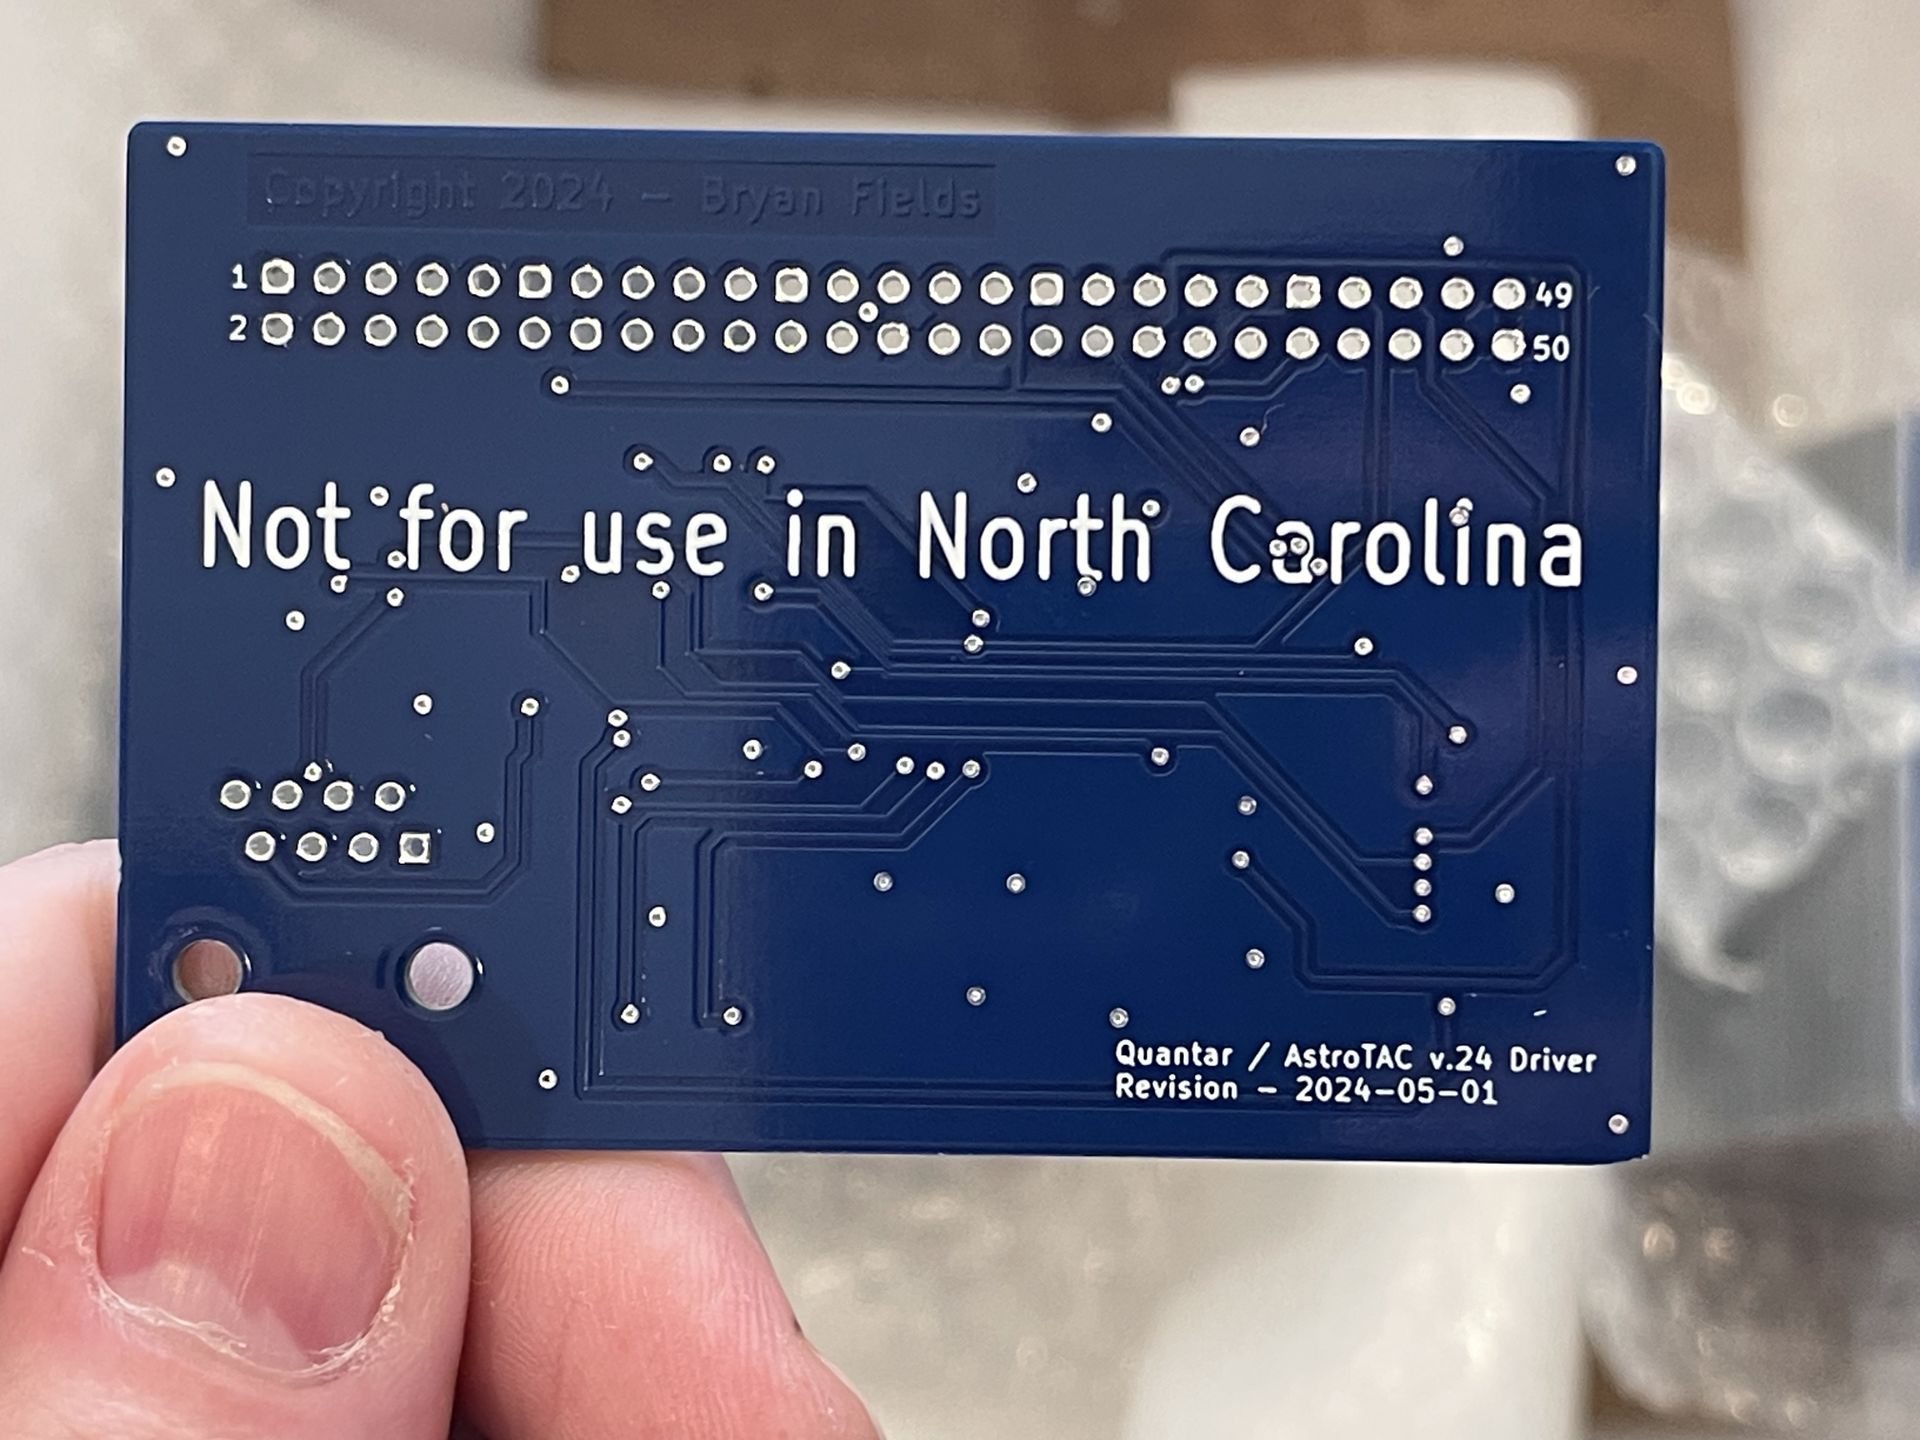 Copyright 2024 - Bryan Fields
1 49
2 50
Not for use in North Carolina
Quantar / AstroTAC v.24 Driver
Revision - 2024-05-01